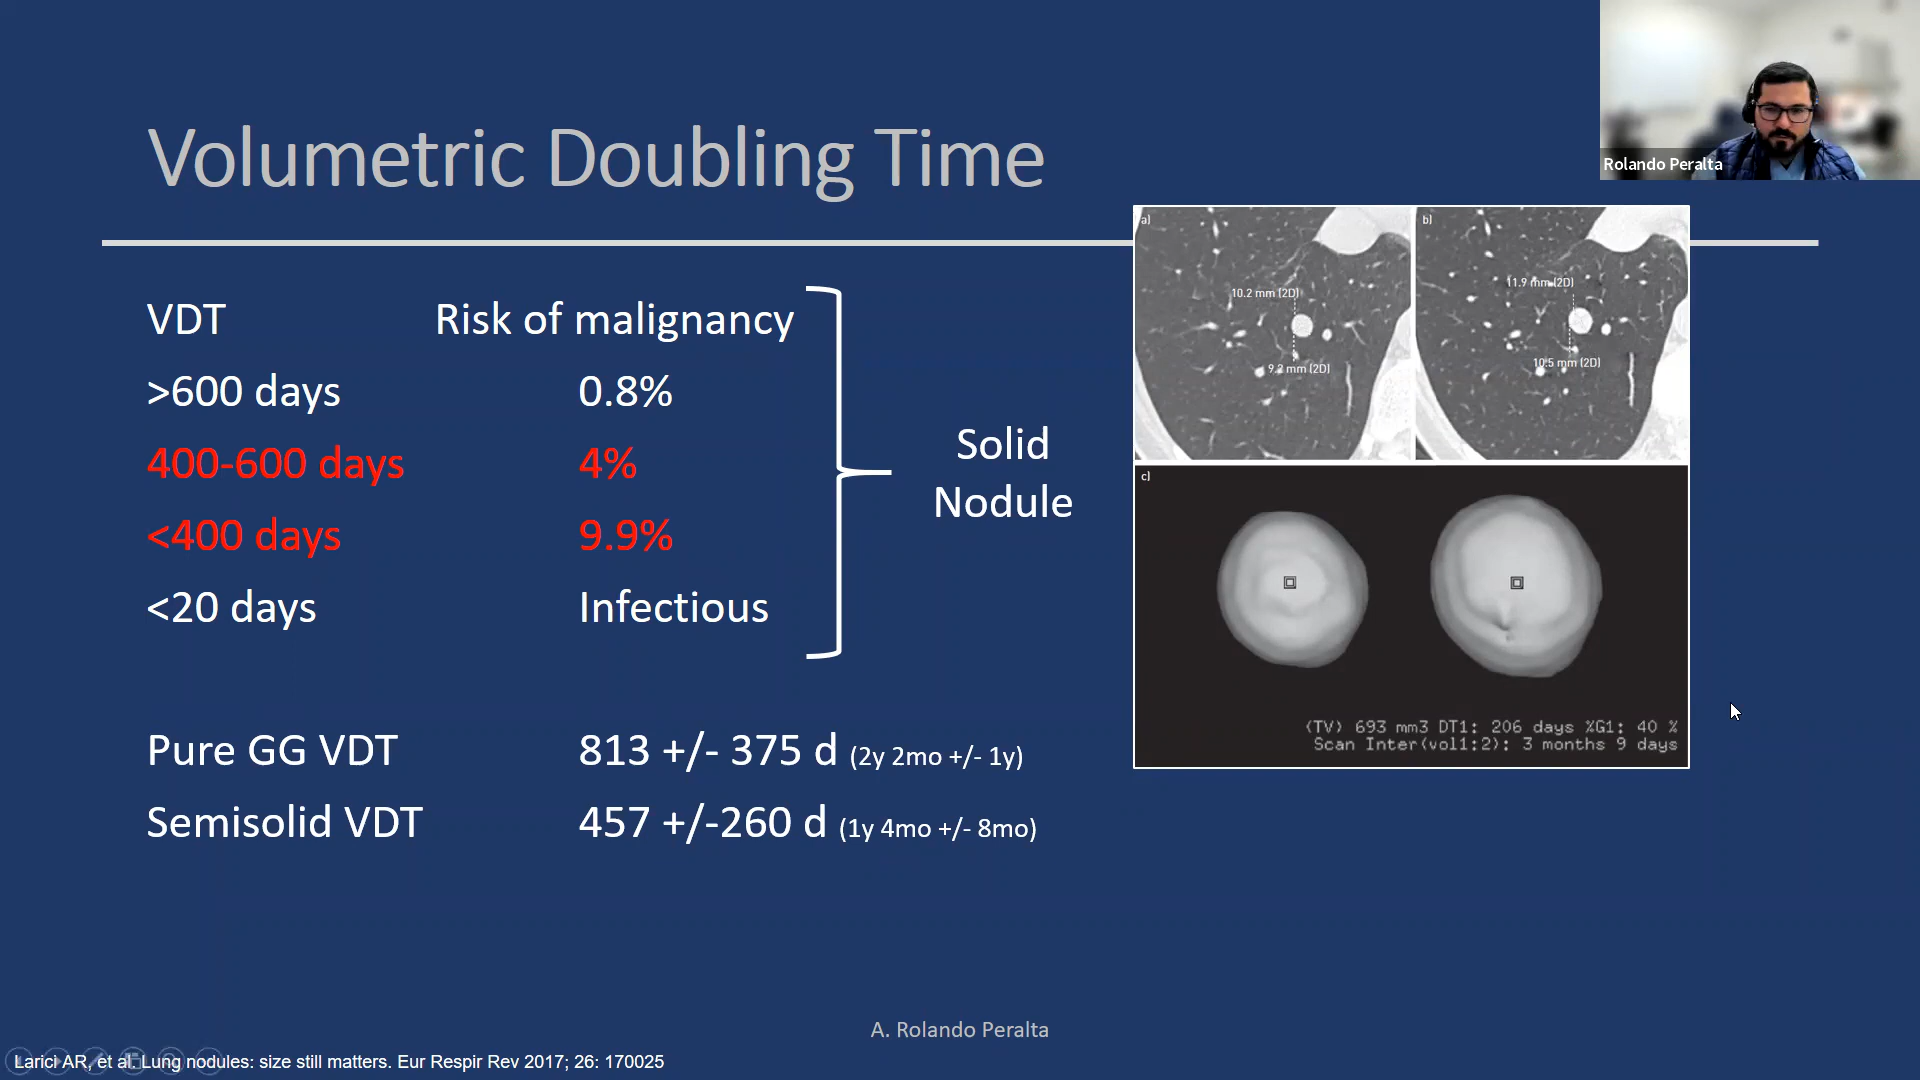 Rolando Peralta
Volumetric Doubling Time
VDT Risk of malignancy
>600 days 0.8%
400-600 days 4%
<400 days 9.9%
<20 days Infectious
Solid
Nodule
Pure GG VDT 813 +/- 375 d (2y 2mo +/- 1y)
Semisolid VDT 457 +/-260 d (1y 4mo +/- 8mo)
a)
10.2 mm (2D)
9.2 mm (2D)
b)
11.9 mm (2D)
10.5 mm (2D)
c)
(TV) 693 mm3 DT1: 206 days %G1: 40 %
Scan Inter(vol1:2): 3 months 9 days
A. Rolando Peralta
Larici AR, et al. Lung nodules: size still matters. Eur Respir Rev 2017; 26: 170025